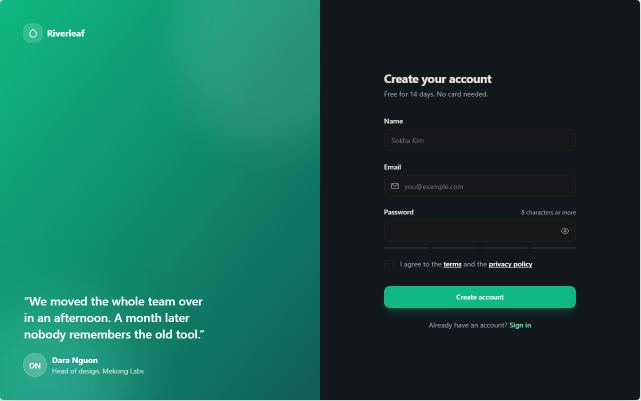 Riverleaf
“We moved the whole team over
in an afternoon. A month later
nobody remembers the old tool.”
DN
Dara Nguon
Head of design, Mekong Labs
Create your account
Free for 14 days. No card needed.
Name
Sokha Kim
Email
you@example.com
Password 8 characters or more
I agree to the terms and the privacy policy
Create account
Already have an account? Sign in